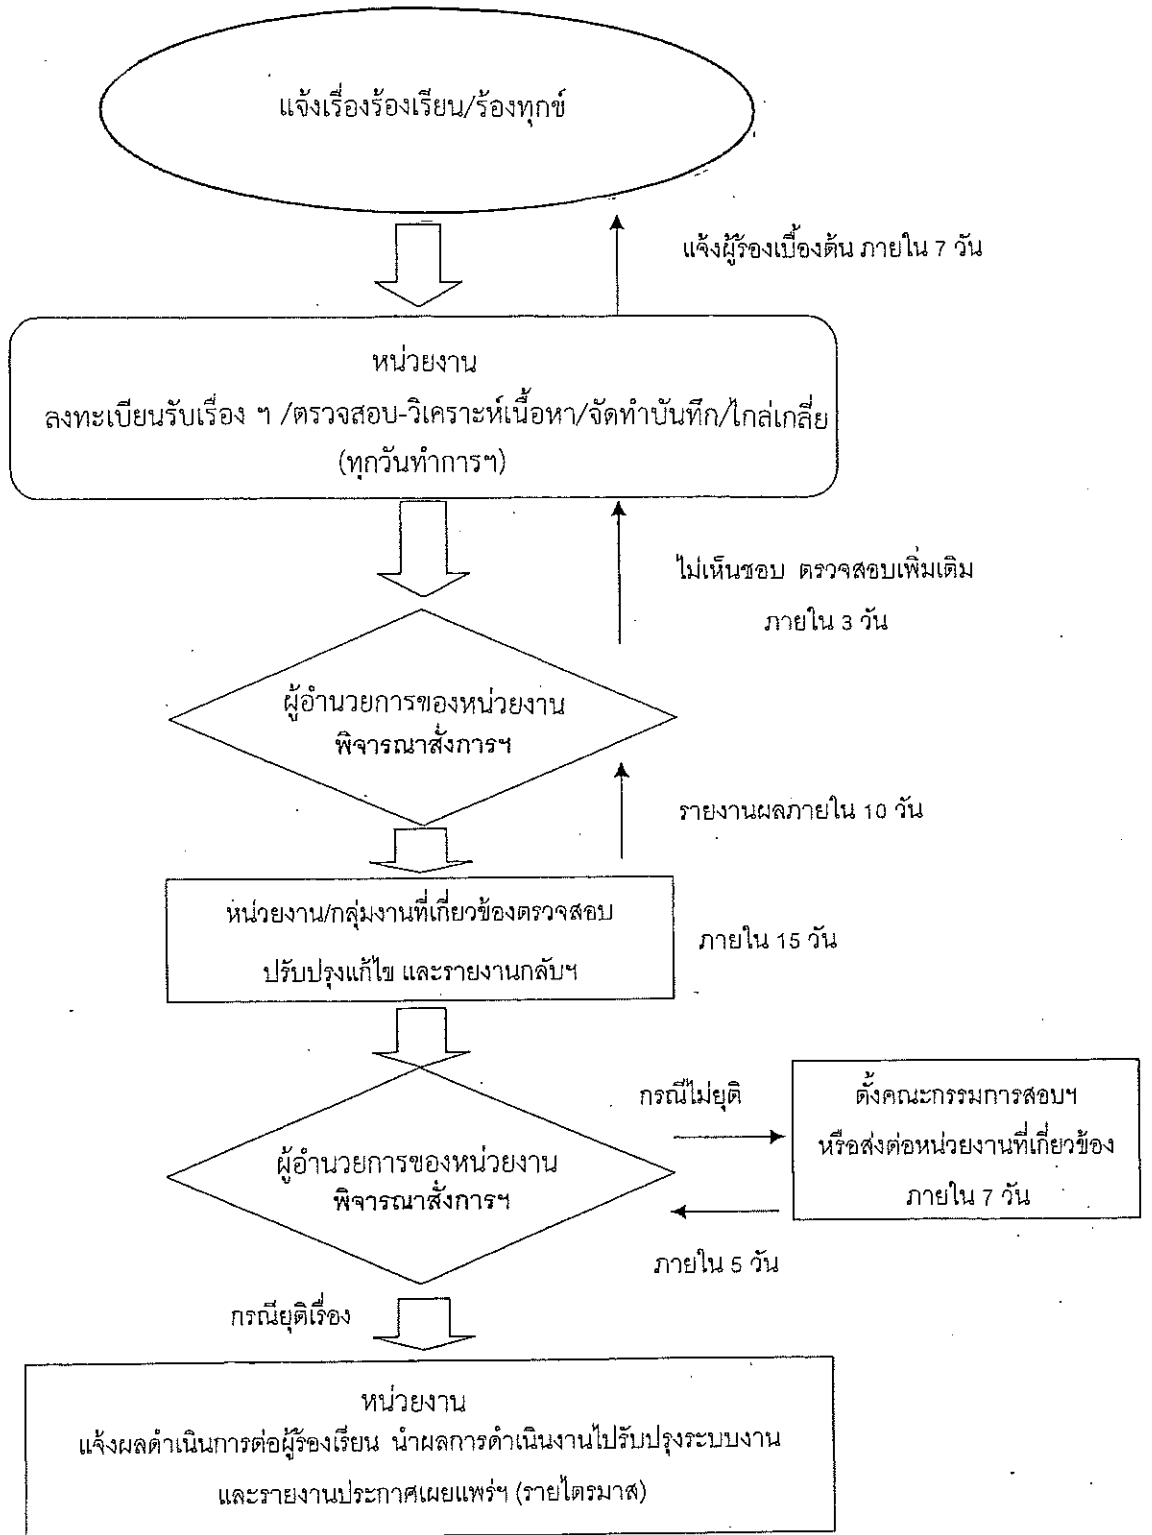 แจ้งเรื่องร้องเรียน/ร้องทุกข์
แจ้งผู้ร้องเบื้องต้น ภายใน 7 วัน
หน่วยงาน
ลงทะเบียนรับเรื่อง ฯ /ตรวจสอบ-วิเคราะห์เนื้อหา/จัดทำบันทึก/ไกล่เกลี่ย
(ทุกวันทำการฯ)
ไม่เห็นชอบ ตรวจสอบเพิ่มเติม
ภายใน 3 วัน
ผู้อำนวยการของหน่วยงาน
พิจารณาสั่งการฯ
รายงานผลภายใน 10 วัน
หน่วยงาน/กลุ่มงานที่เกี่ยวข้องตรวจสอบ
ปรับปรุงแก้ไข และรายงานกลับฯ
ภายใน 15 วัน
กรณีไม่ยุติ
ตั้งคณะกรรมการสอบฯ
หรือส่งต่อหน่วยงานที่เกี่ยวข้อง
ภายใน 7 วัน
ผู้อำนวยการของหน่วยงาน
พิจารณาสั่งการฯ
ภายใน 5 วัน
กรณียุติเรื่อง
หน่วยงาน
แจ้งผลดำเนินการต่อผู้ร้องเรียน นำผลการดำเนินงานไปรับปรุงระบบงาน
และรายงานประกาศเผยแพร่ฯ (รายไตรมาส)